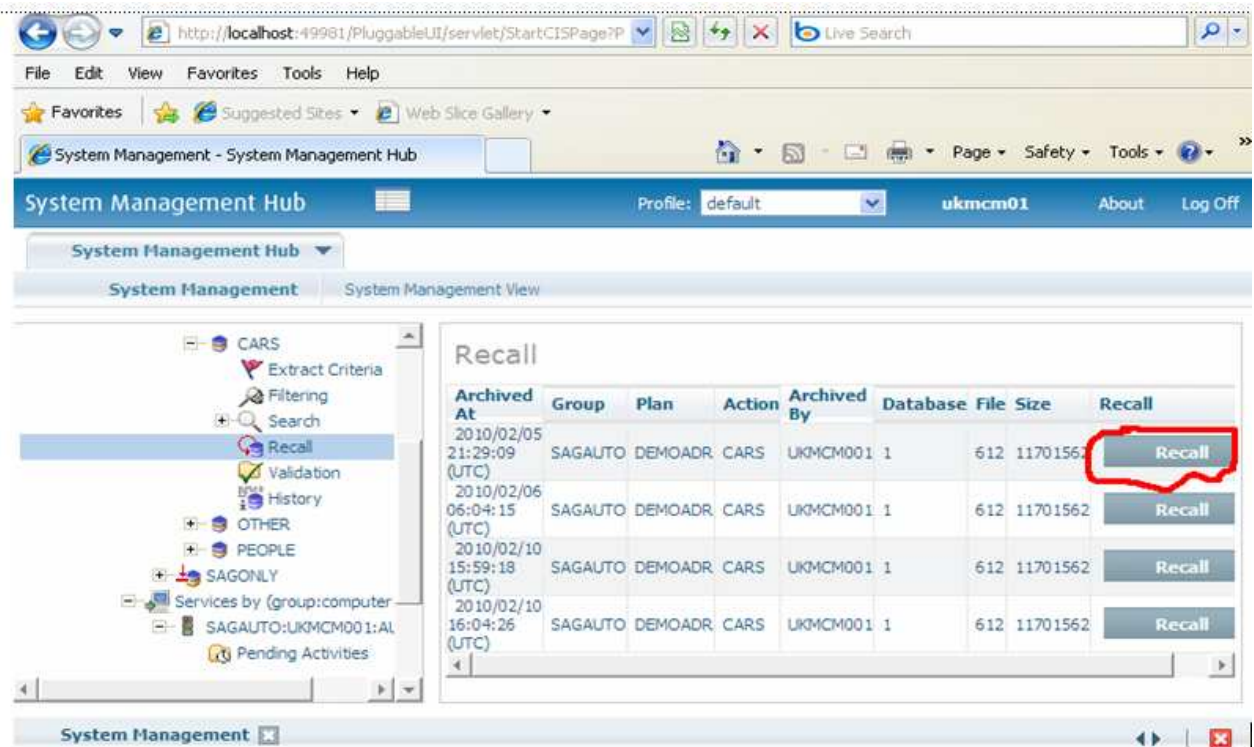 http://localhost:49981/PluggableUI/servlet/StartCISPage?P
Live Search
File Edit View Favorites Tools Help
Favorites Suggested Sites Web Slice Gallery
System Management - System Management Hub
Page Safety Tools »
System Management Hub
Profile: default
ukmcm01
About
Log Off
System Management Hub
System Management
System Management View
CARS
Extract Criteria
Filtering
Search
Recall
Validation
History
OTHER
PEOPLE
SAGONLY
Services by (group:computer
SAGAUTO:UKMCM001:AU
Pending Activities
Recall
Archived At Group Plan Action Archived By Database File Size Recall
2010/02/05 21:29:09 (UTC) SAGAUTO DEMOADR CARS UKMCM001 1 612 11701562 Recall
2010/02/06 06:04:15 (UTC) SAGAUTO DEMOADR CARS UKMCM001 1 612 11701562 Recall
2010/02/10 15:59:18 (UTC) SAGAUTO DEMOADR CARS UKMCM001 1 612 11701562 Recall
2010/02/10 16:04:26 (UTC) SAGAUTO DEMOADR CARS UKMCM001 1 612 11701562 Recall
System Management